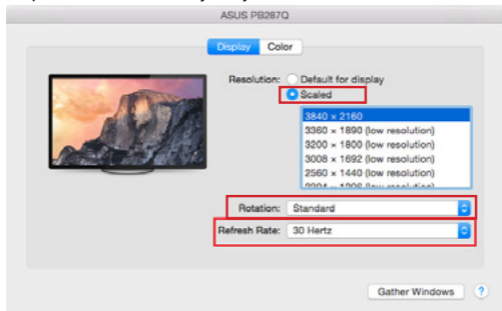 ASUS PB287Q
Display Color
Resolution: Default for display
Scaled
3840 × 2160
3360 × 1890 (low resolution)
3200 × 1800 (low resolution)
3008 × 1692 (low resolution)
2560 × 1440 (low resolution)
Rotation: Standard
Refresh Rate: 30 Hertz
Gather Windows ?